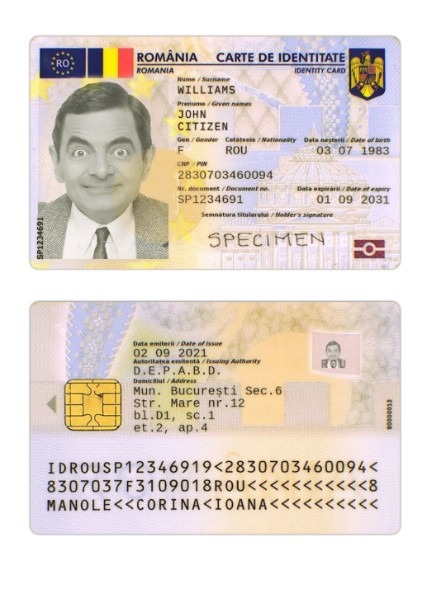 RO
ROMÂNIA CARTE DE IDENTITATE
ROMANIA IDENTITY CARD
Nume / Surname
WILLIAMS
Prenume / Given names
JOHN
CITIZEN
Gen / Gender Cetățenie / Nationality Data nașterii / Date of birth
F ROU 03 07 1983
CNP / PIN
2830703460094
Nr. document / Document no. Data expirării / Date of expiry
SP1234691 01 09 2031
Semnătura titularului / Holder's signature
SPECIMEN
SP1234691
Data emiterii / Date of issue
02 09 2021
Autoritatea emitentă / Issuing Authority
D.E.P.A.B.D.
Domiciliul / Address
Mun. București Sec.6
Str. Mare nr.12
bl.D1, sc.1
et.2, ap.4
ROU
IDROUSP12346919<2830703460094<
8307037F3109018ROU<<<<<<<<<<<8
MANOLE<<CORINA<IOANA<<<<<<<<<<